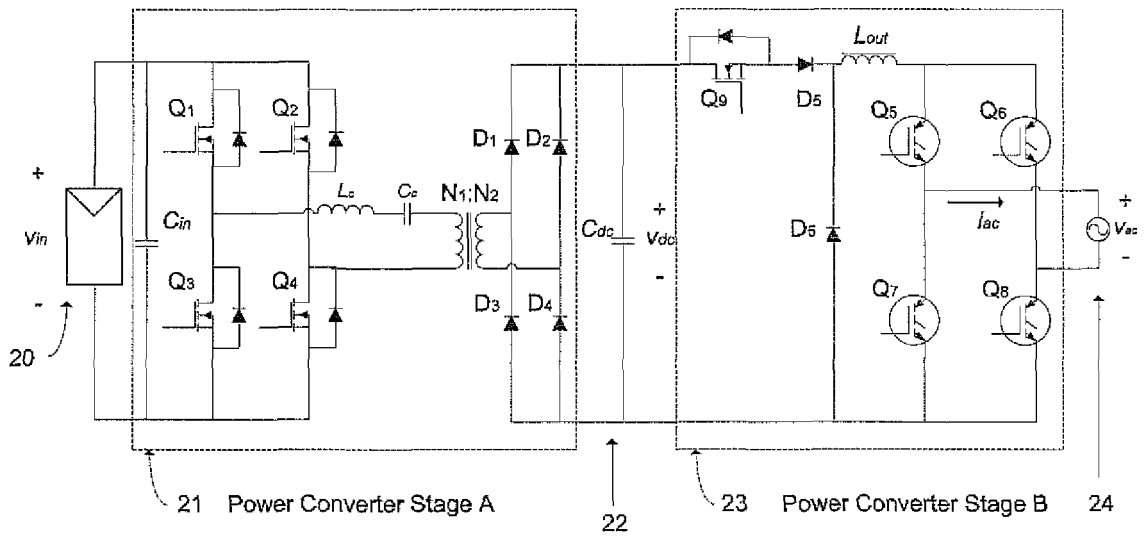 Lout
Q9
D5
Q1
Q2
Q5
Q6
D1
D2
+
Lc
Cc
N1:N2
+
Vin
Cin
Cdc
Vdc
Iac
+
Vac
-
D5
-
Q3
Q4
D3
D4
Q7
Q8
-
20
21 Power Converter Stage A
22
23 Power Converter Stage B
24